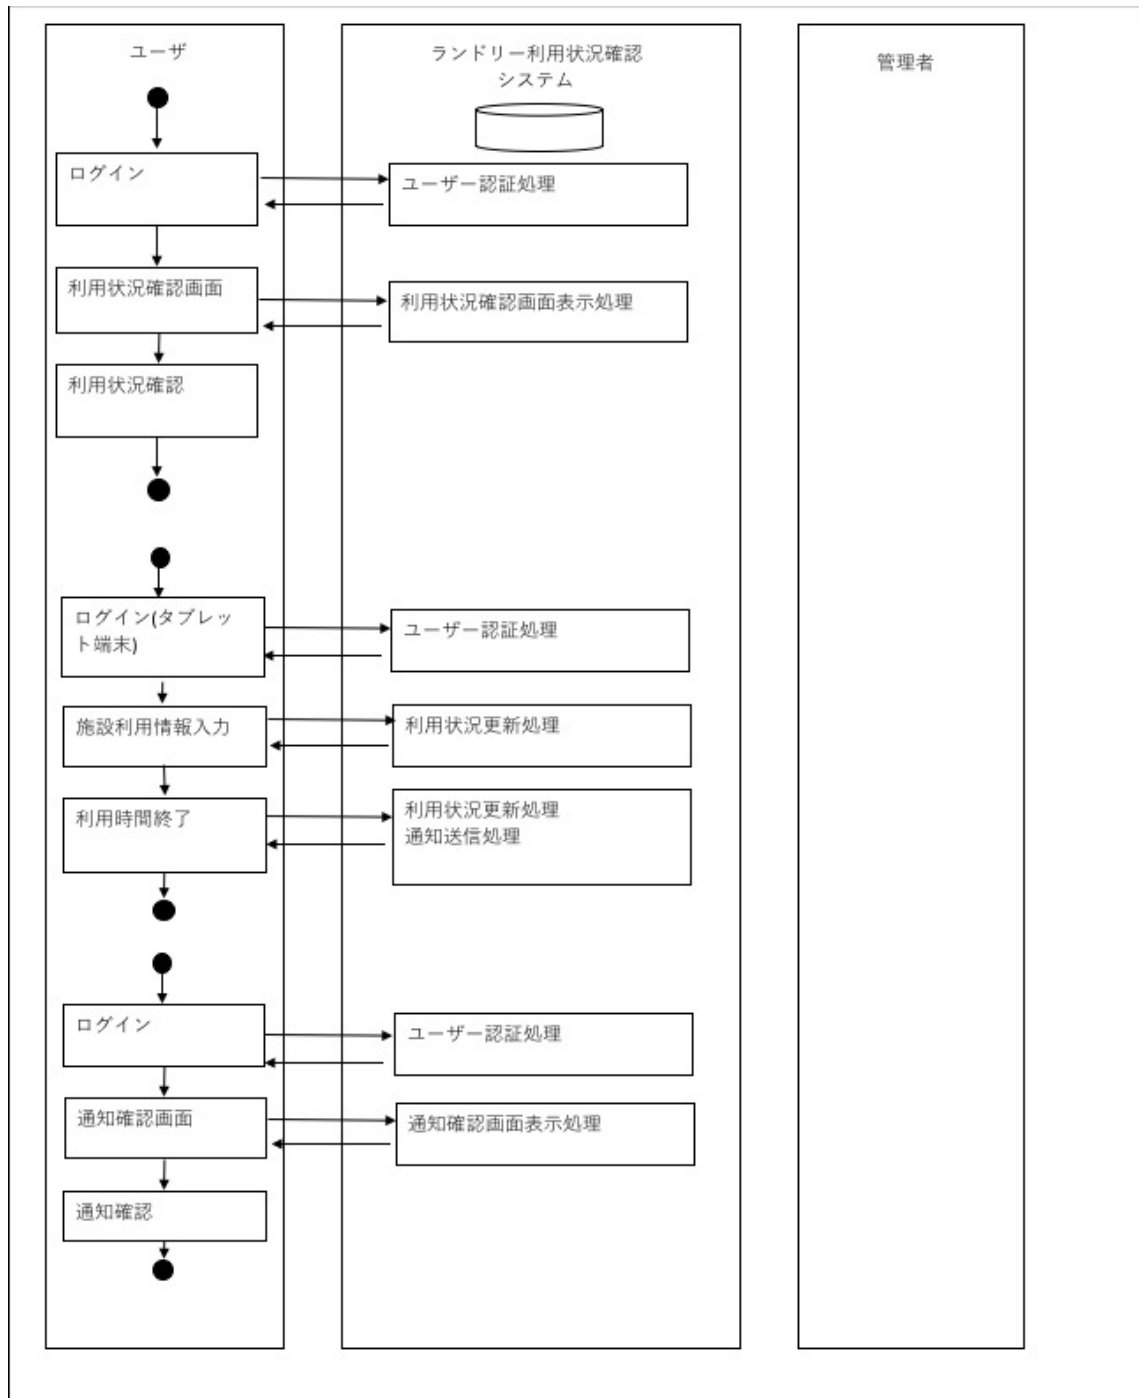 ユーザ
ランドリー利用状況確認
システム
管理者
ログイン
ユーザー認証処理
利用状況確認画面
利用状況確認画面表示処理
利用状況確認
ログイン(タブレッ
ト端末)
ユーザー認証処理
施設利用情報入力
利用状況更新処理
利用時間終了
利用状況更新処理
通知送信処理
ログイン
ユーザー認証処理
通知確認画面
通知確認画面表示処理
通知確認